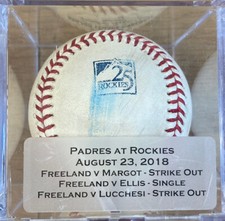 25
ROCKIES
PADRES AT ROCKIES
AUGUST 23, 2018
FREELAND V MARGOT - STRIKE OUT
FREELAND V ELLIS - SINGLE
FREELAND V LUCCHESI - STRIKE OUT